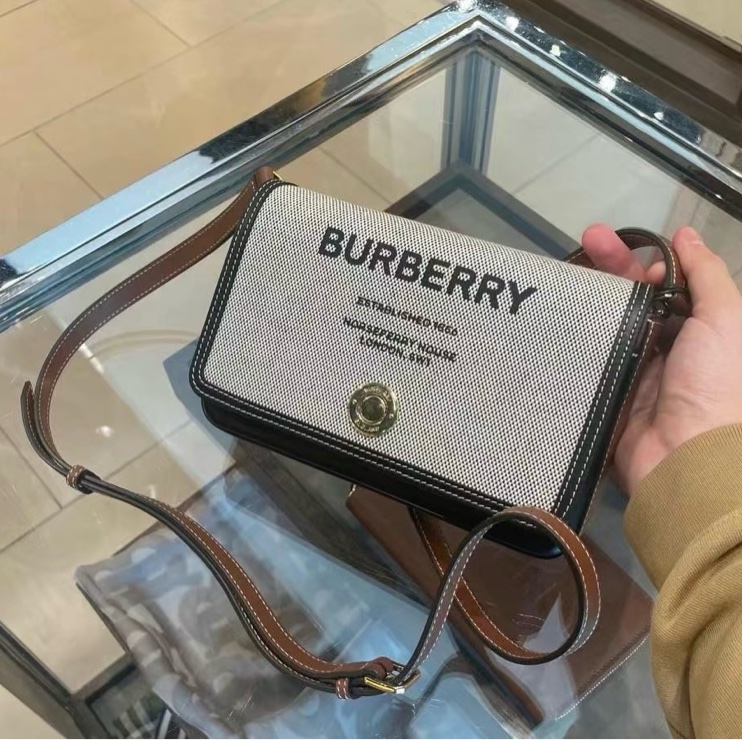 BURBERRY
ESTABLISHED 1856
HORSEFERRY HOUSE
LONDON, SW1